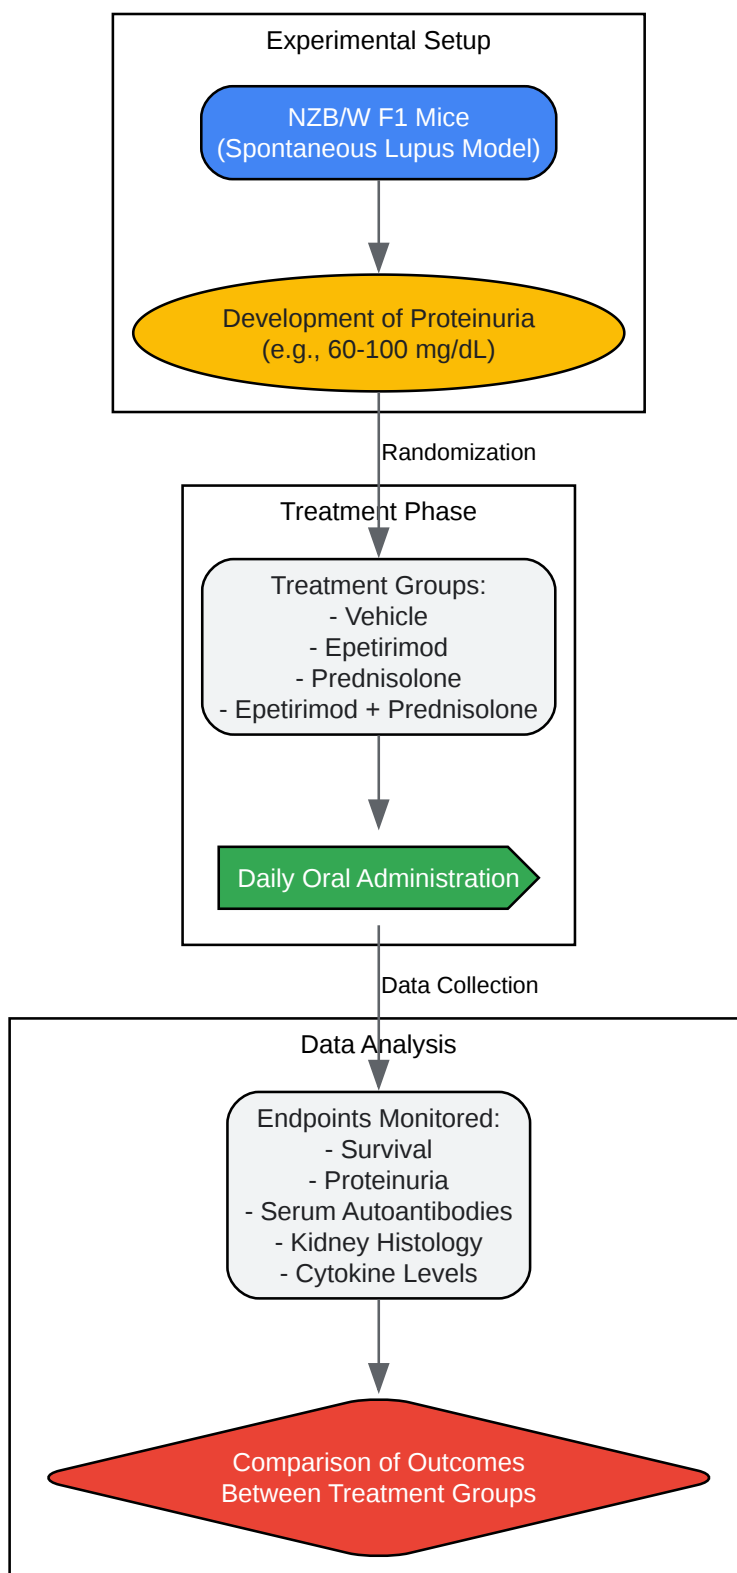 Experimental Setup
NZB/W F1 Mice
(Spontaneous Lupus Model)
Development of Proteinuria
(e.g., 60-100 mg/dL)
Randomization
Treatment Phase
Treatment Groups:
- Vehicle
- Epetirimod
- Prednisolone
- Epetirimod + Prednisolone
Daily Oral Administration
Data Collection
Data Analysis
Endpoints Monitored:
- Survival
- Proteinuria
- Serum Autoantibodies
- Kidney Histology
- Cytokine Levels
Comparison of Outcomes
Between Treatment Groups